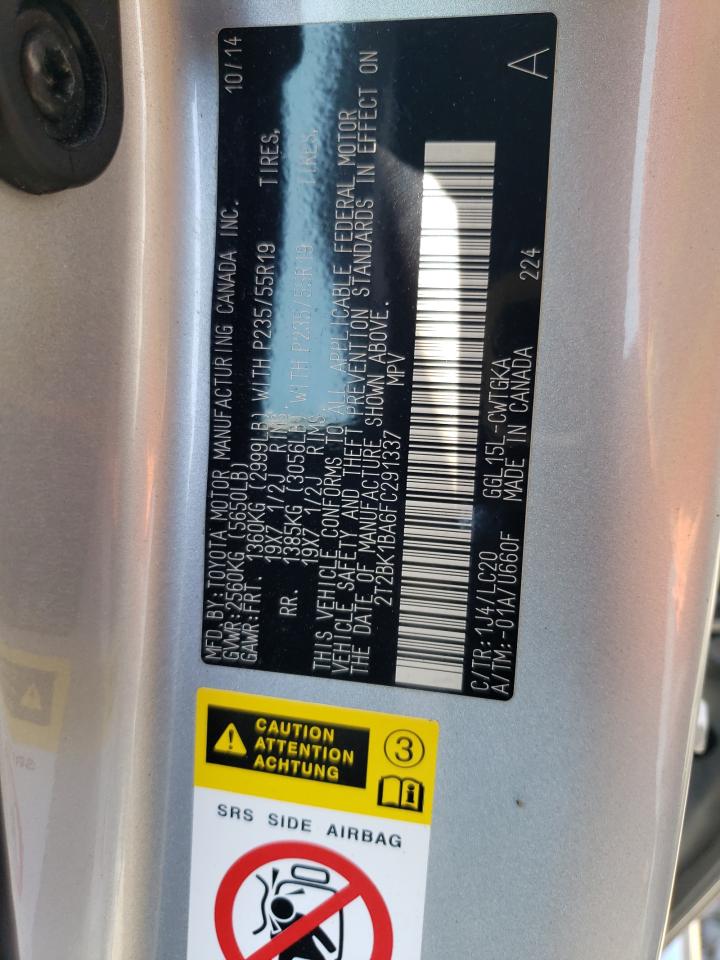 MFD. BY:TOYOTA MOTOR MANUFACTURING CANADA INC. 10/14
GVWR:2560KG (5650LB)
GAWR:FRT. 1360KG (2999LB) WITH P235/55R19 TIRES,
19X7 1/2J RIMS,
RR. 1385KG (3056LB) WITH P235/55R19 TIRES,
19X7 1/2J RIMS.
THIS VEHICLE CONFORMS TO ALL APPLICABLE FEDERAL MOTOR
VEHICLE SAFETY AND THEFT PREVENTION STANDARDS IN EFFECT ON
THE DATE OF MANUFACTURE SHOWN ABOVE.
2T2BK1BA6FC291337 MPV
C/TR:1J4/LC20 GGL15L-CWTGKA 224
A/TM:-01A/U660F MADE IN CANADA A
CAUTION
ATTENTION
ACHTUNG
3
i
SRS SIDE AIRBAG